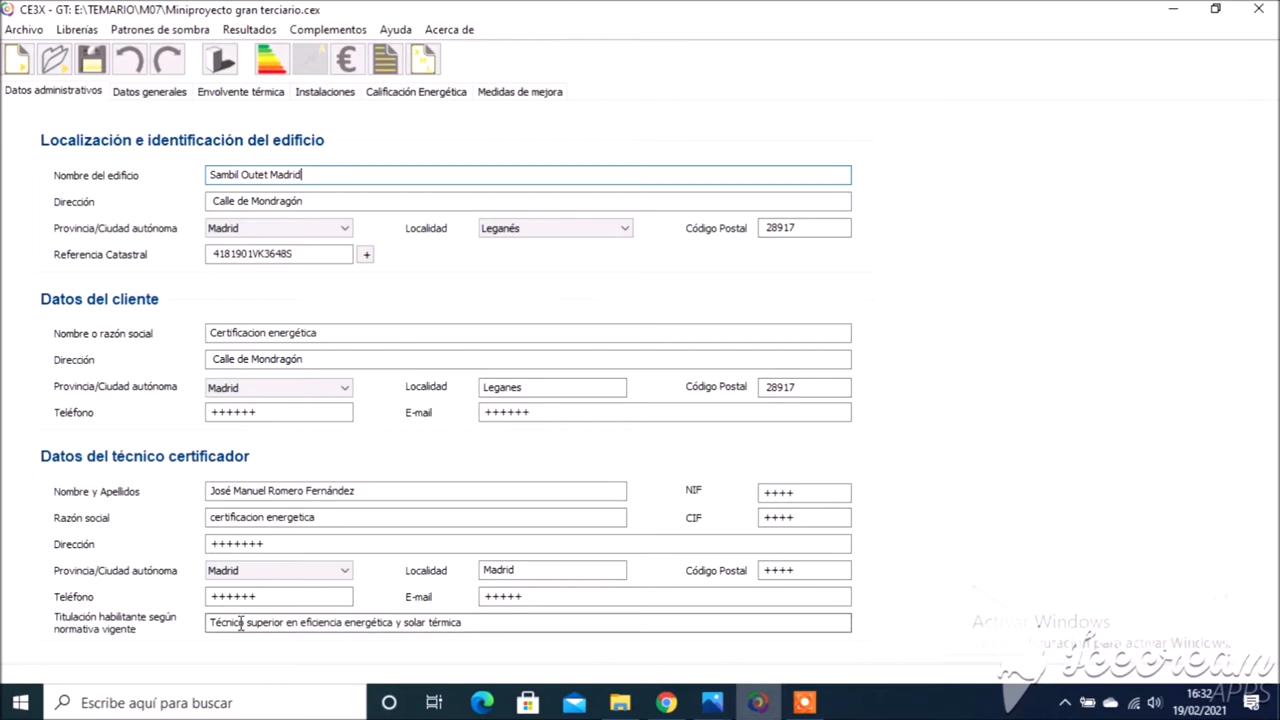 CE3X - GT: E:\TEMARIO\M07\Miniproyecto gran terciario.cex
Archivo Librerías Patrones de sombra Resultados Complementos Ayuda Acerca de
Datos administrativos Datos generales Envolvente térmica Instalaciones Calificación Energética Medidas de mejora
Localización e identificación del edificio
Nombre del edificio Sambil Outet Madrid
Dirección Calle de Mondragón
Provincia/Ciudad autónoma Madrid Localidad Leganés Código Postal 28917
Referencia Catastral 4181901VK3648S +
Datos del cliente
Nombre o razón social Certificacion energética
Dirección Calle de Mondragón
Provincia/Ciudad autónoma Madrid Localidad Leganes Código Postal 28917
Teléfono ++++++ E-mail ++++++
Datos del técnico certificador
Nombre y Apellidos José Manuel Romero Fernández NIF ++++
Razón social certificacion energetica CIF ++++
Dirección +++++++
Provincia/Ciudad autónoma Madrid Localidad Madrid Código Postal ++++
Teléfono ++++++ E-mail +++++
Titulación habilitante según
normativa vigente Técnico superior en eficiencia energética y solar térmica
Activar Windows
para activar Windows.
Icecream
APPS
Escribe aquí para buscar
16:32
19/02/2021